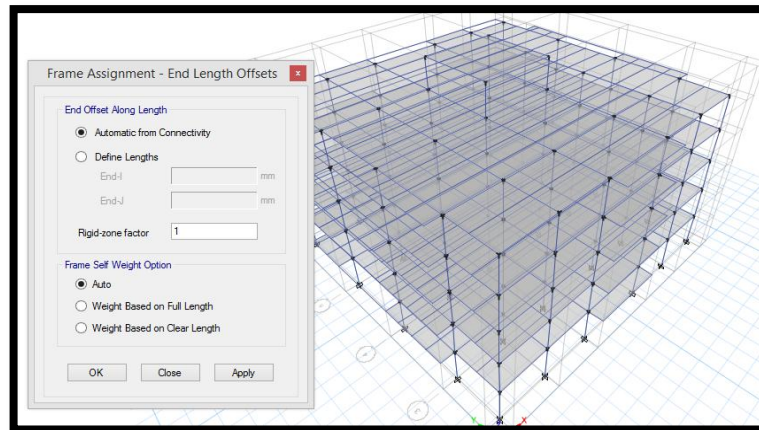 Frame Assignment - End Length Offsets
x
End Offset Along Length
Automatic from Connectivity
Define Lengths
End-I mm
End-J mm
Rigid-zone factor 1
Frame Self Weight Option
Auto
Weight Based on Full Length
Weight Based on Clear Length
OK Close Apply
Y X